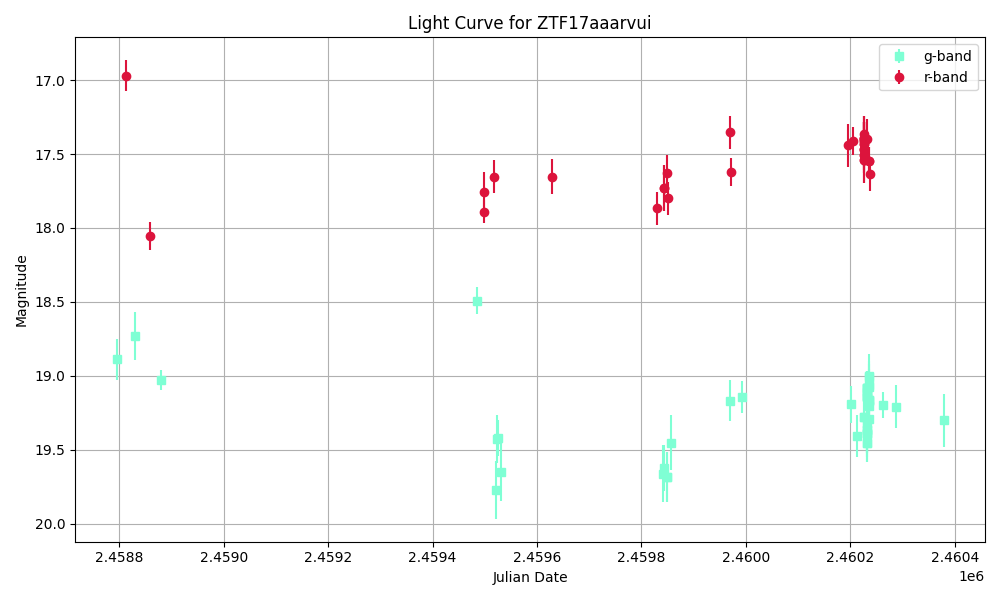 Light Curve for ZTF17aaarvui
g-band
r-band
17.0
17.5
18.0
18.5
19.0
19.5
20.0
Magnitude
2.4588 2.4590 2.4592 2.4594 2.4596 2.4598 2.4600 2.4602 2.4604
1e6
Julian Date